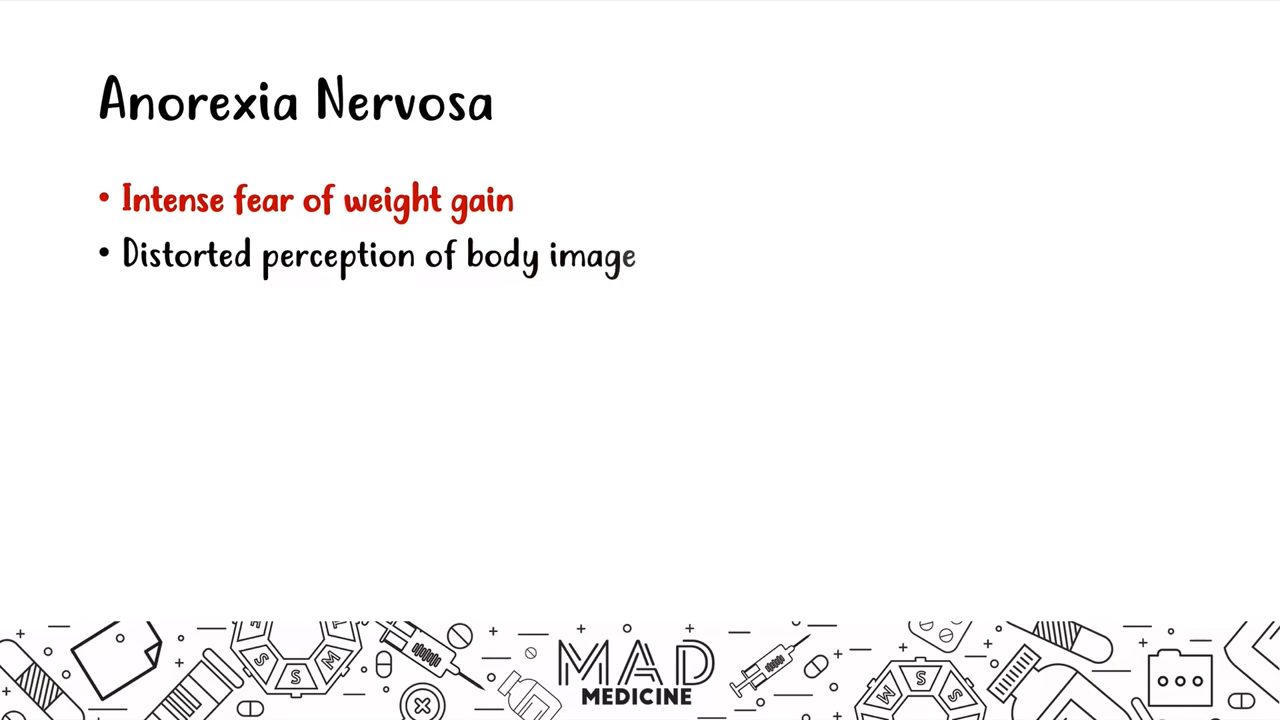 Anorexia Nervosa
• Intense fear of weight gain
• Distorted perception of body image
MAD
MEDICINE
S
S
M
M
S
S